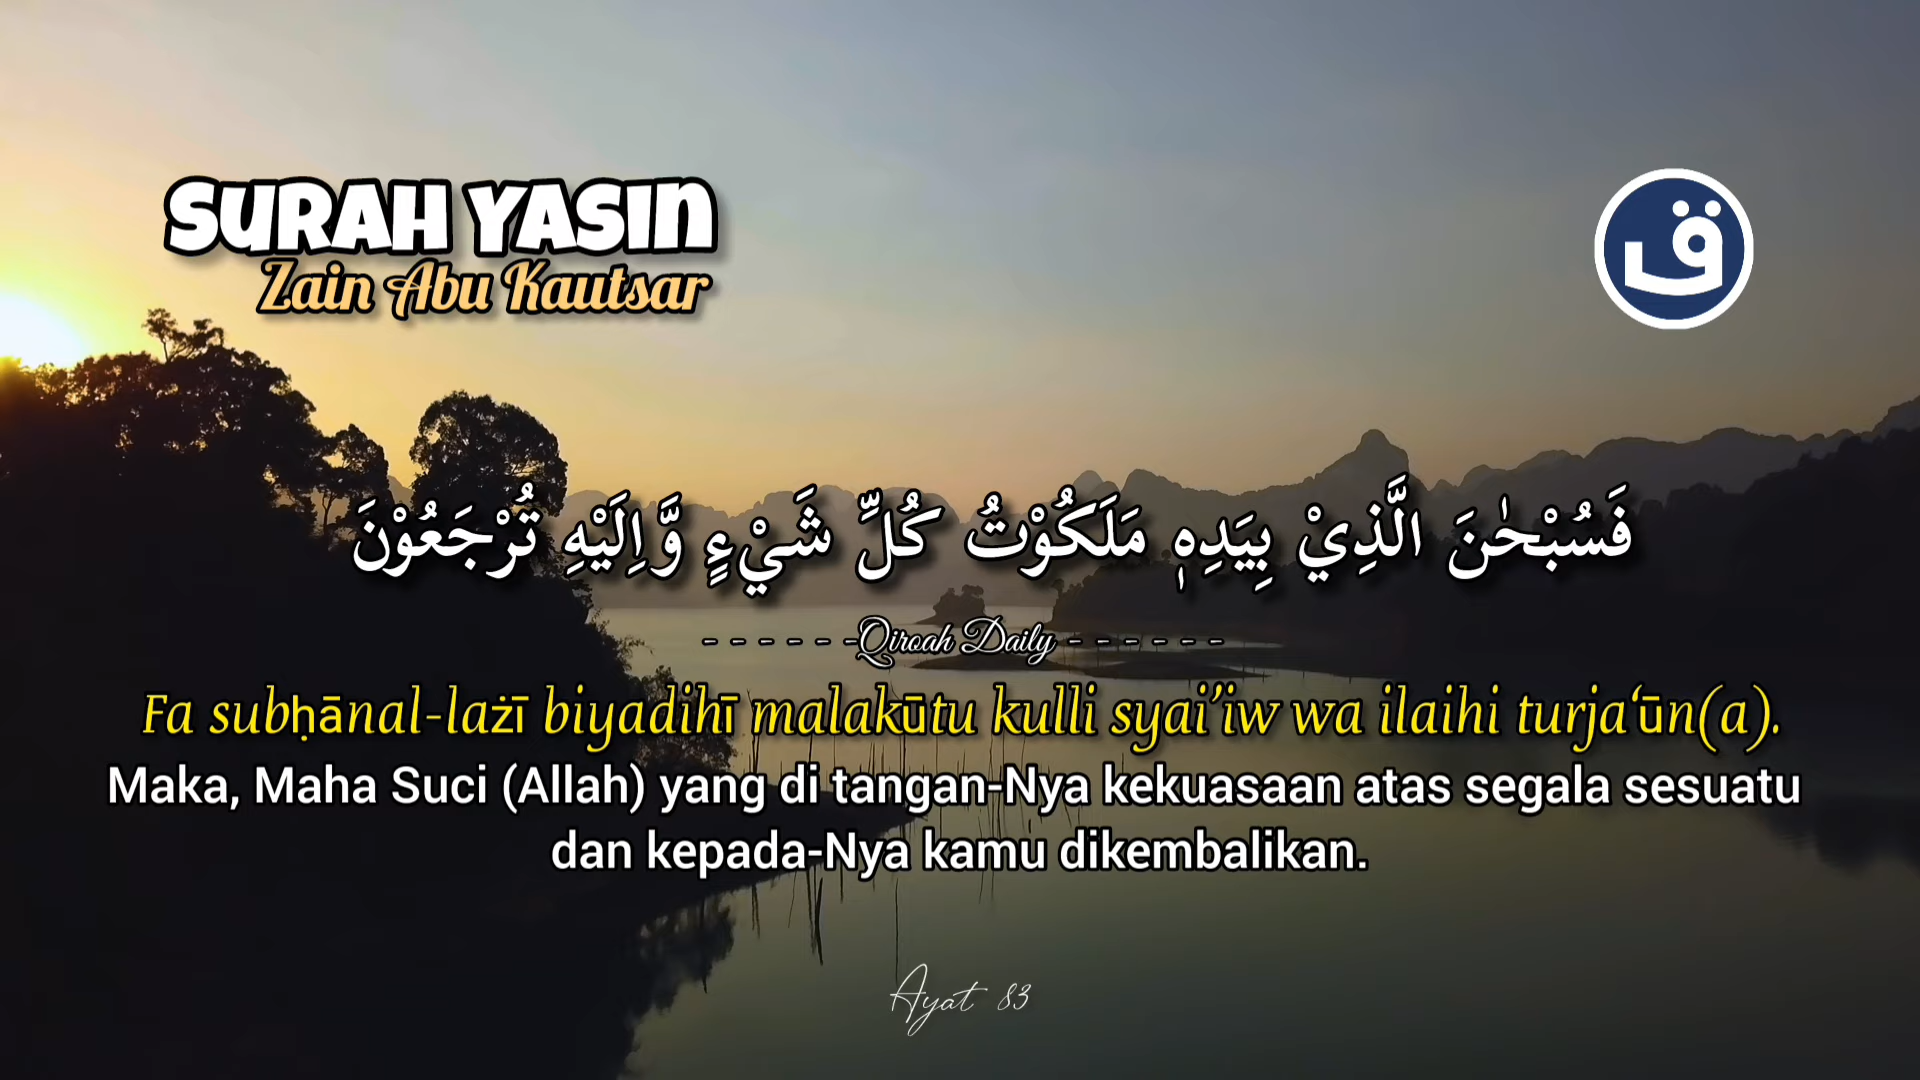 SURAH YASIN
Zain Abu Kautsar
ق
فَسُبْحٰنَ الَّذِيْ بِيَدِهٖ مَلَكُوْتُ كُلِّ شَيْءٍ وَّاِلَيْهِ تُرْجَعُوْنَ
- - - - - -Qiroah Daily - - - - - -
Fa subḥānal-lażī biyadihī malakūtu kulli syai’iw wa ilaihi turja‘ūn(a).
Maka, Maha Suci (Allah) yang di tangan-Nya kekuasaan atas segala sesuatu
dan kepada-Nya kamu dikembalikan.
Ayat 83